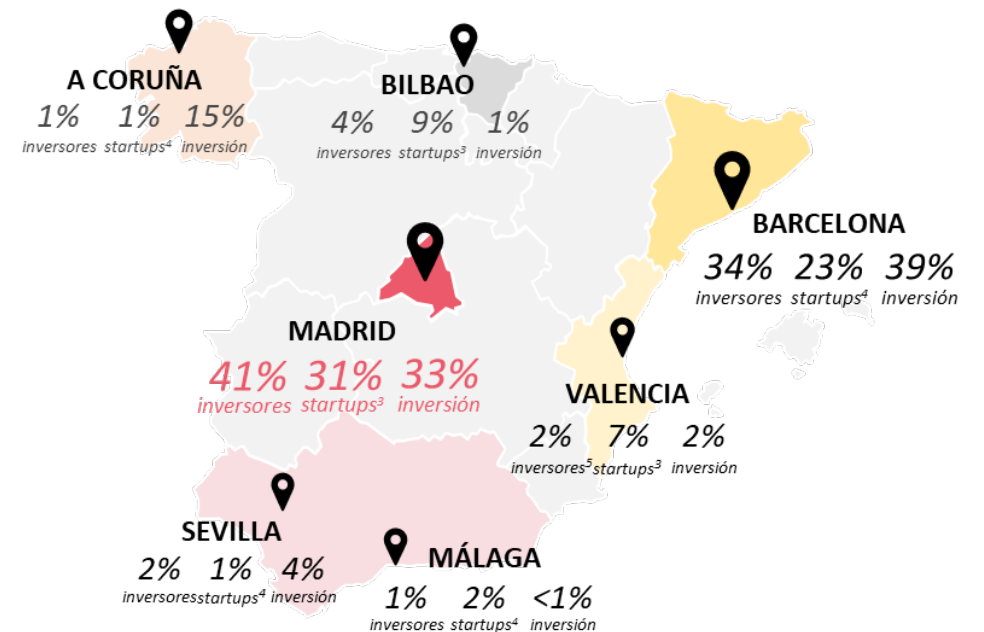 A CORUÑA
1% 1% 15%
inversores startups⁴ inversión
BILBAO
4% 9% 1%
inversores startups³ inversión
BARCELONA
34% 23% 39%
inversores startups⁴ inversión
MADRID
41% 31% 33%
inversores startups³ inversión
VALENCIA
2% 7% 2%
inversores⁵ startups³ inversión
SEVILLA
2% 1% 4%
inversores startups⁴ inversión
MÁLAGA
1% 2% <1%
inversores startups⁴ inversión